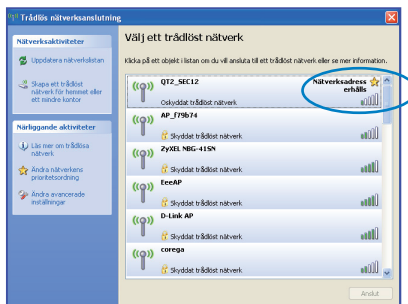 Trådlös nätverksanslutning
Nätverksaktiviteter
Uppdatera nätverkslistan
Skapa ett trådlöst
nätverk för hemmet eller
ett mindre kontor
Närliggande aktiviteter
Läs mer om trådlösa
nätverk
Ändra nätverkens
prioritetsordning
Ändra avancerade
inställningar
Välj ett trådlöst nätverk
Klicka på ett objekt i listan om du vill ansluta till ett trådlöst nätverk eller se mer information.
QT2_SEC12
Nätverksadress
erhålls
Oskyddat trådlöst nätverk
AP_f79b74
Skyddat trådlöst nätverk
ZyXEL NBG-415N
Skyddat trådlöst nätverk
EeeAP
Skyddat trådlöst nätverk
D-Link AP
Skyddat trådlöst nätverk
corega
Skyddat trådlöst nätverk
Anslut